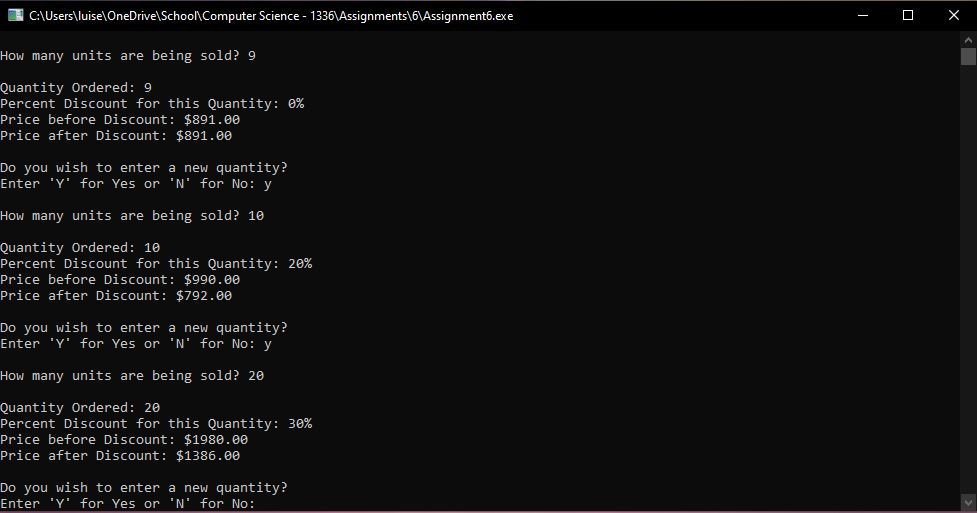 C:\Users\luise\OneDrive\School\Computer Science - 1336\Assignments\6\Assignment6.exe
How many units are being sold? 9
Quantity Ordered: 9
Percent Discount for this Quantity: 0%
Price before Discount: $891.00
Price after Discount: $891.00
Do you wish to enter a new quantity?
Enter 'Y' for Yes or 'N' for No: y
How many units are being sold? 10
Quantity Ordered: 10
Percent Discount for this Quantity: 20%
Price before Discount: $990.00
Price after Discount: $792.00
Do you wish to enter a new quantity?
Enter 'Y' for Yes or 'N' for No: y
How many units are being sold? 20
Quantity Ordered: 20
Percent Discount for this Quantity: 30%
Price before Discount: $1980.00
Price after Discount: $1386.00
Do you wish to enter a new quantity?
Enter 'Y' for Yes or 'N' for No: